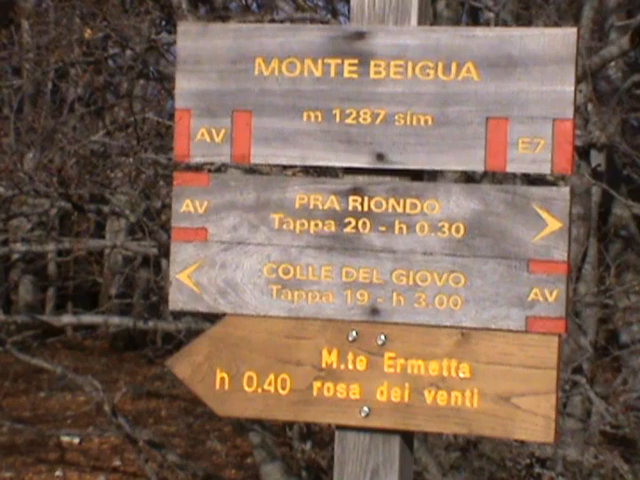 MONTE BEIGUA
m 1287 slm
AV
E7
PRA RIONDO
AV
Tappa 20 - h 0.30
COLLE DEL GIOVO
Tappa 19 - h 3.00
AV
M.te Ermetta
h 0.40 rosa dei venti